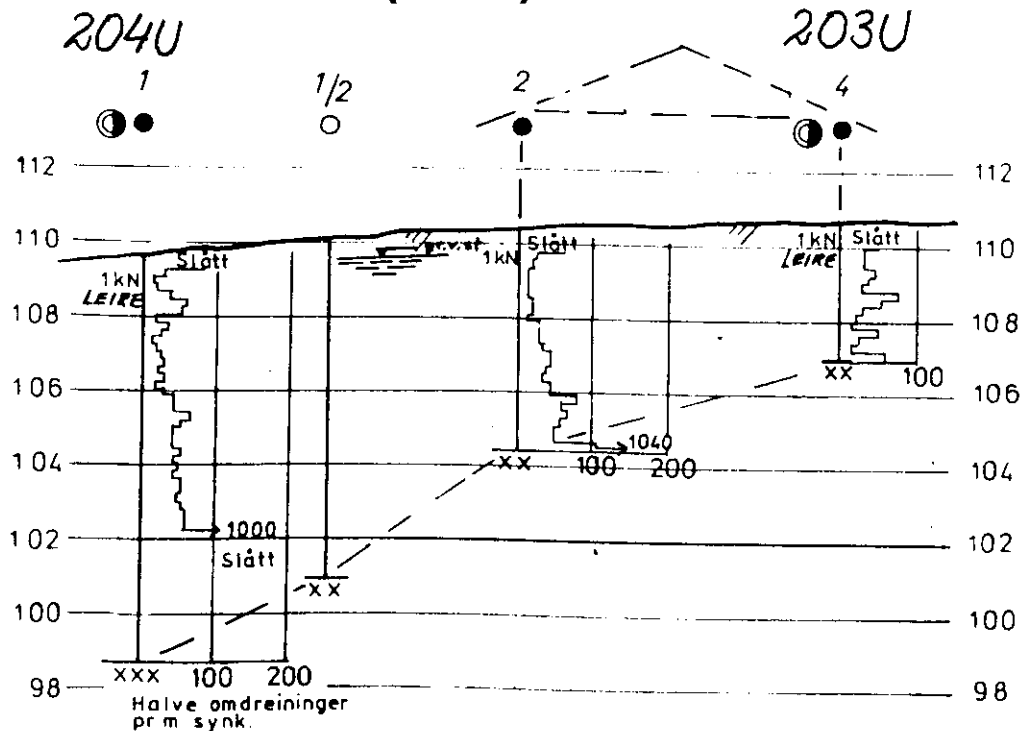 204U 203U
1 1/2 2 4
112 112
110 Slått gr.v.st. Slått 1kN Slått 110
1kN 1kN LEIRE
LEIRE
108 108
106 xx 100 106
1040
104 xx 100 200 104
1000
102 Slått 102
xx
100 100
xxx 100 200
98 98
Halve omdreininger
pr m synk.